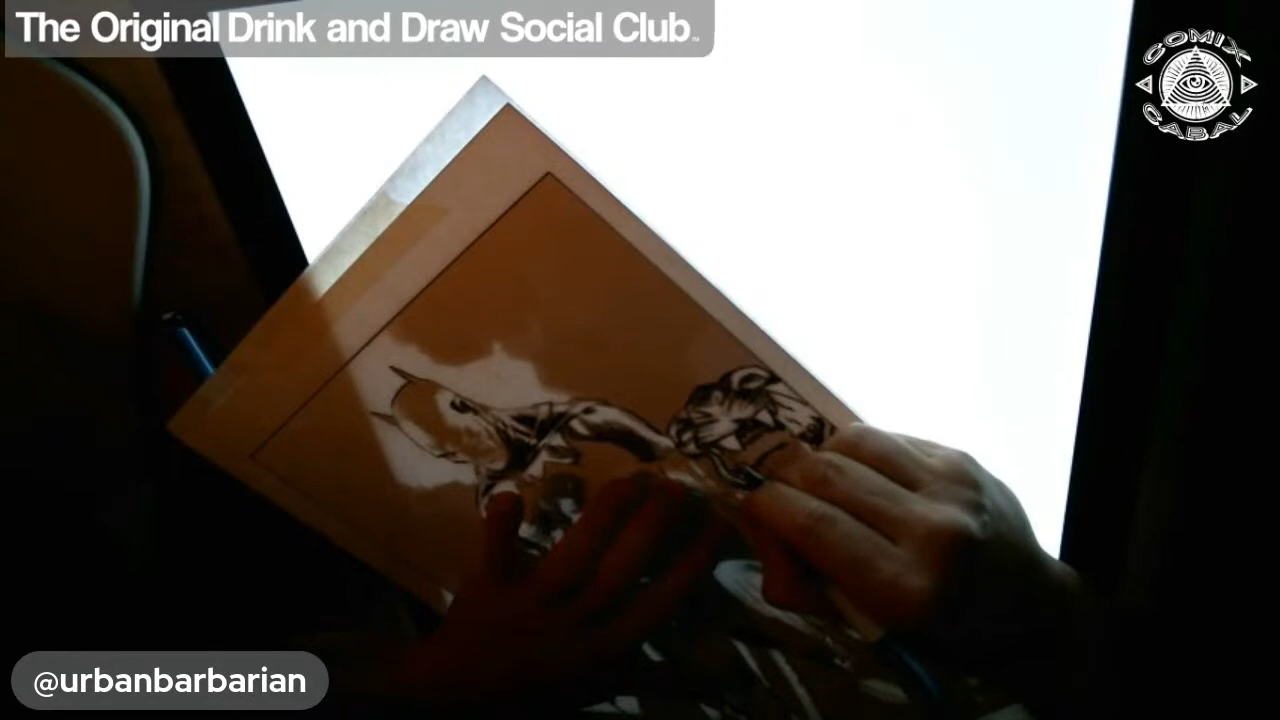 The Original Drink and Draw Social Club
COMIX
CABAL
@urbanbarbarian